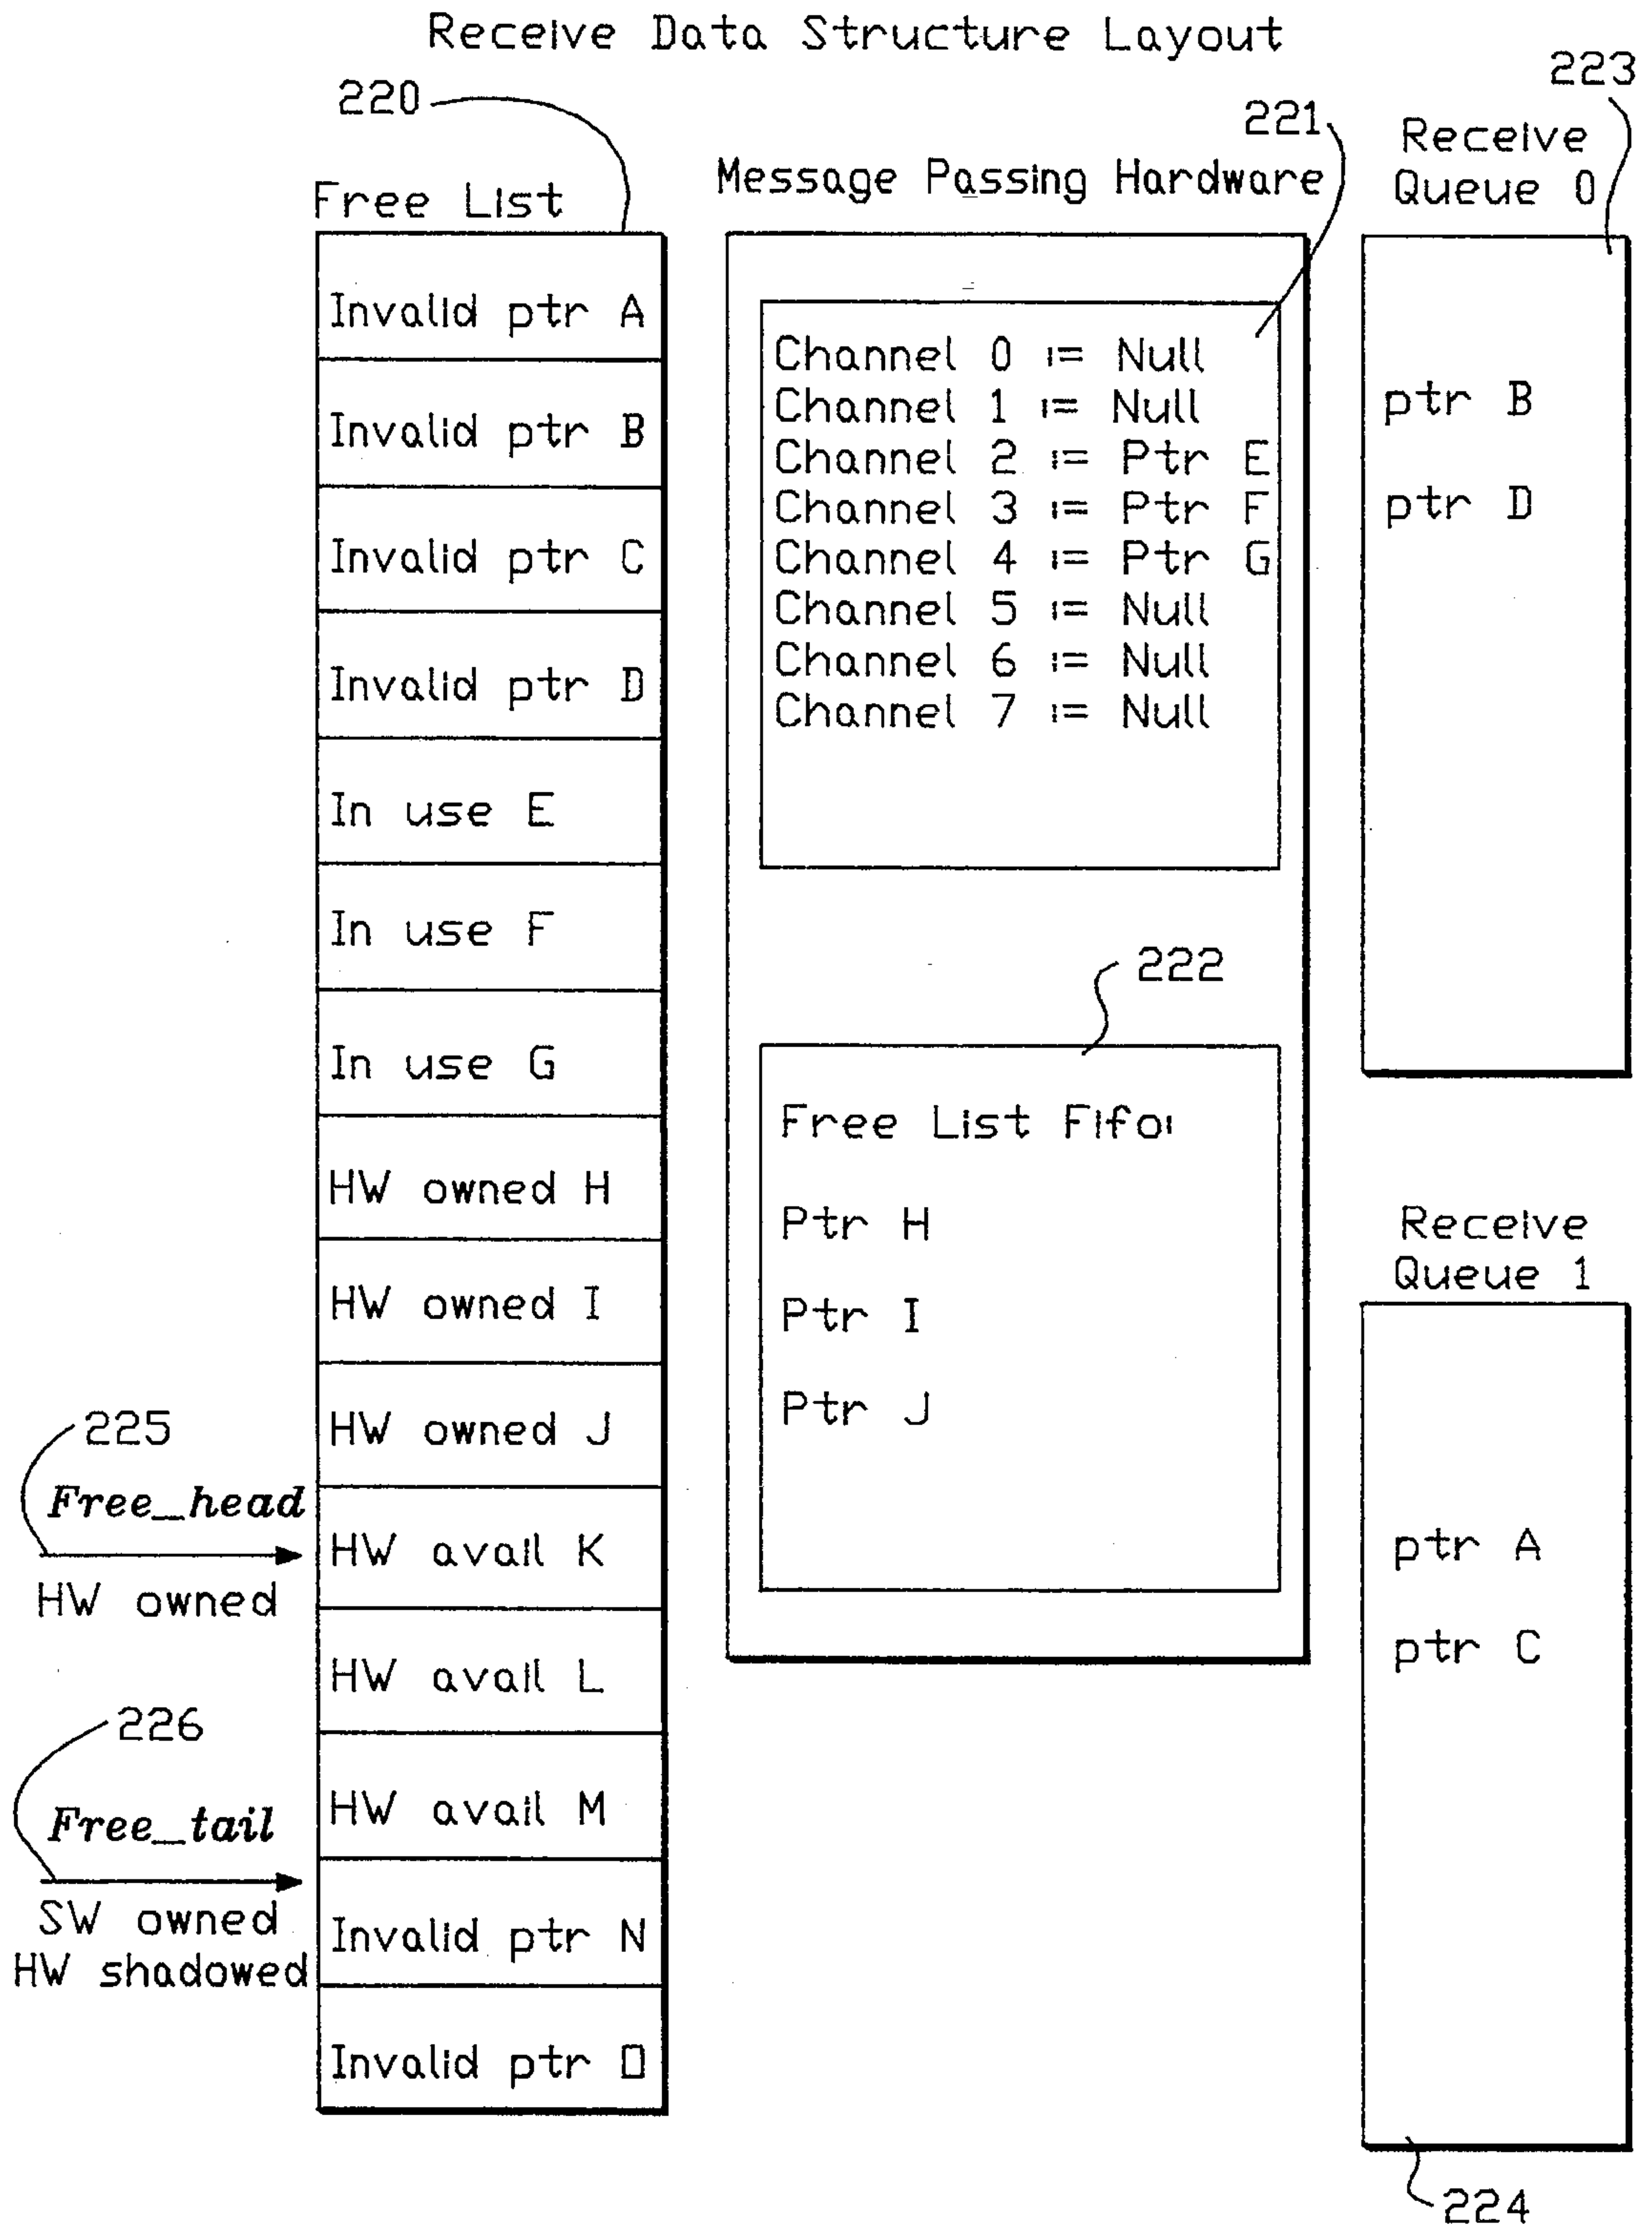 Receive Data Structure Layout
220
Free List
Invalid ptr A
Invalid ptr B
Invalid ptr C
Invalid ptr D
In use E
In use F
In use G
HW owned H
HW owned I
HW owned J
HW avail K
HW avail L
HW avail M
Invalid ptr N
Invalid ptr O
225
Free_head
HW owned
226
Free_tail
SW owned
HW shadowed
Message Passing Hardware
221
Channel 0 := Null
Channel 1 := Null
Channel 2 := Ptr E
Channel 3 := Ptr F
Channel 4 := Ptr G
Channel 5 := Null
Channel 6 := Null
Channel 7 := Null
222
Free List Fifo:
Ptr H
Ptr I
Ptr J
223
Receive
Queue 0
ptr B
ptr D
Receive
Queue 1
ptr A
ptr C
224